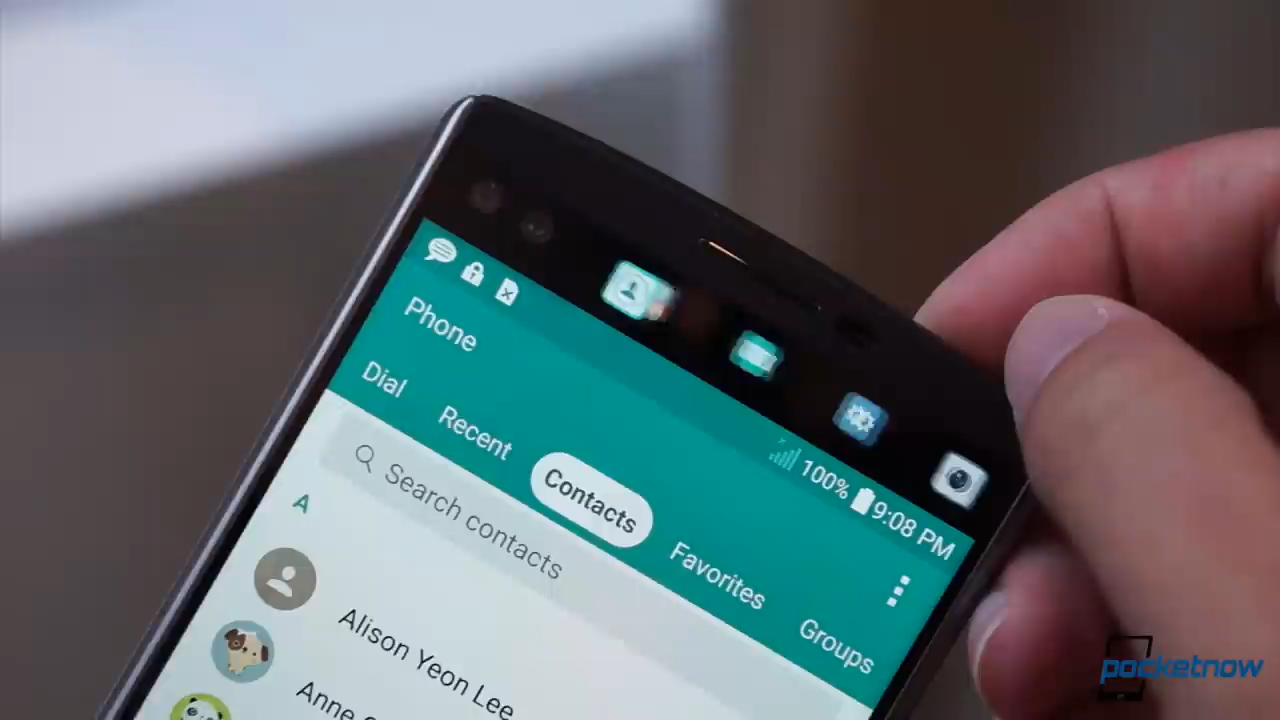 100% 9:08 PM
Phone
Dial Recent Contacts Favorites Groups
Search contacts
A
Alison Yeon Lee
Anne
pocketnow